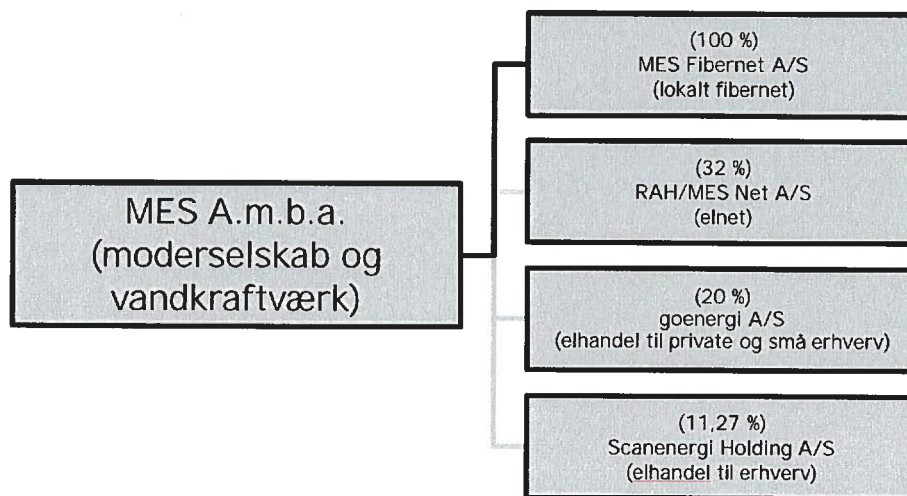 MES A.m.b.a.
(moderselskab og
vandkraftværk)
(100 %)
MES Fibernet A/S
(lokalt fibernet)
(32 %)
RAH/MES Net A/S
(elnet)
(20 %)
goenergi A/S
(elhandel til private og små erhverv)
(11,27 %)
Scanenergi Holding A/S
(elhandel til erhverv)